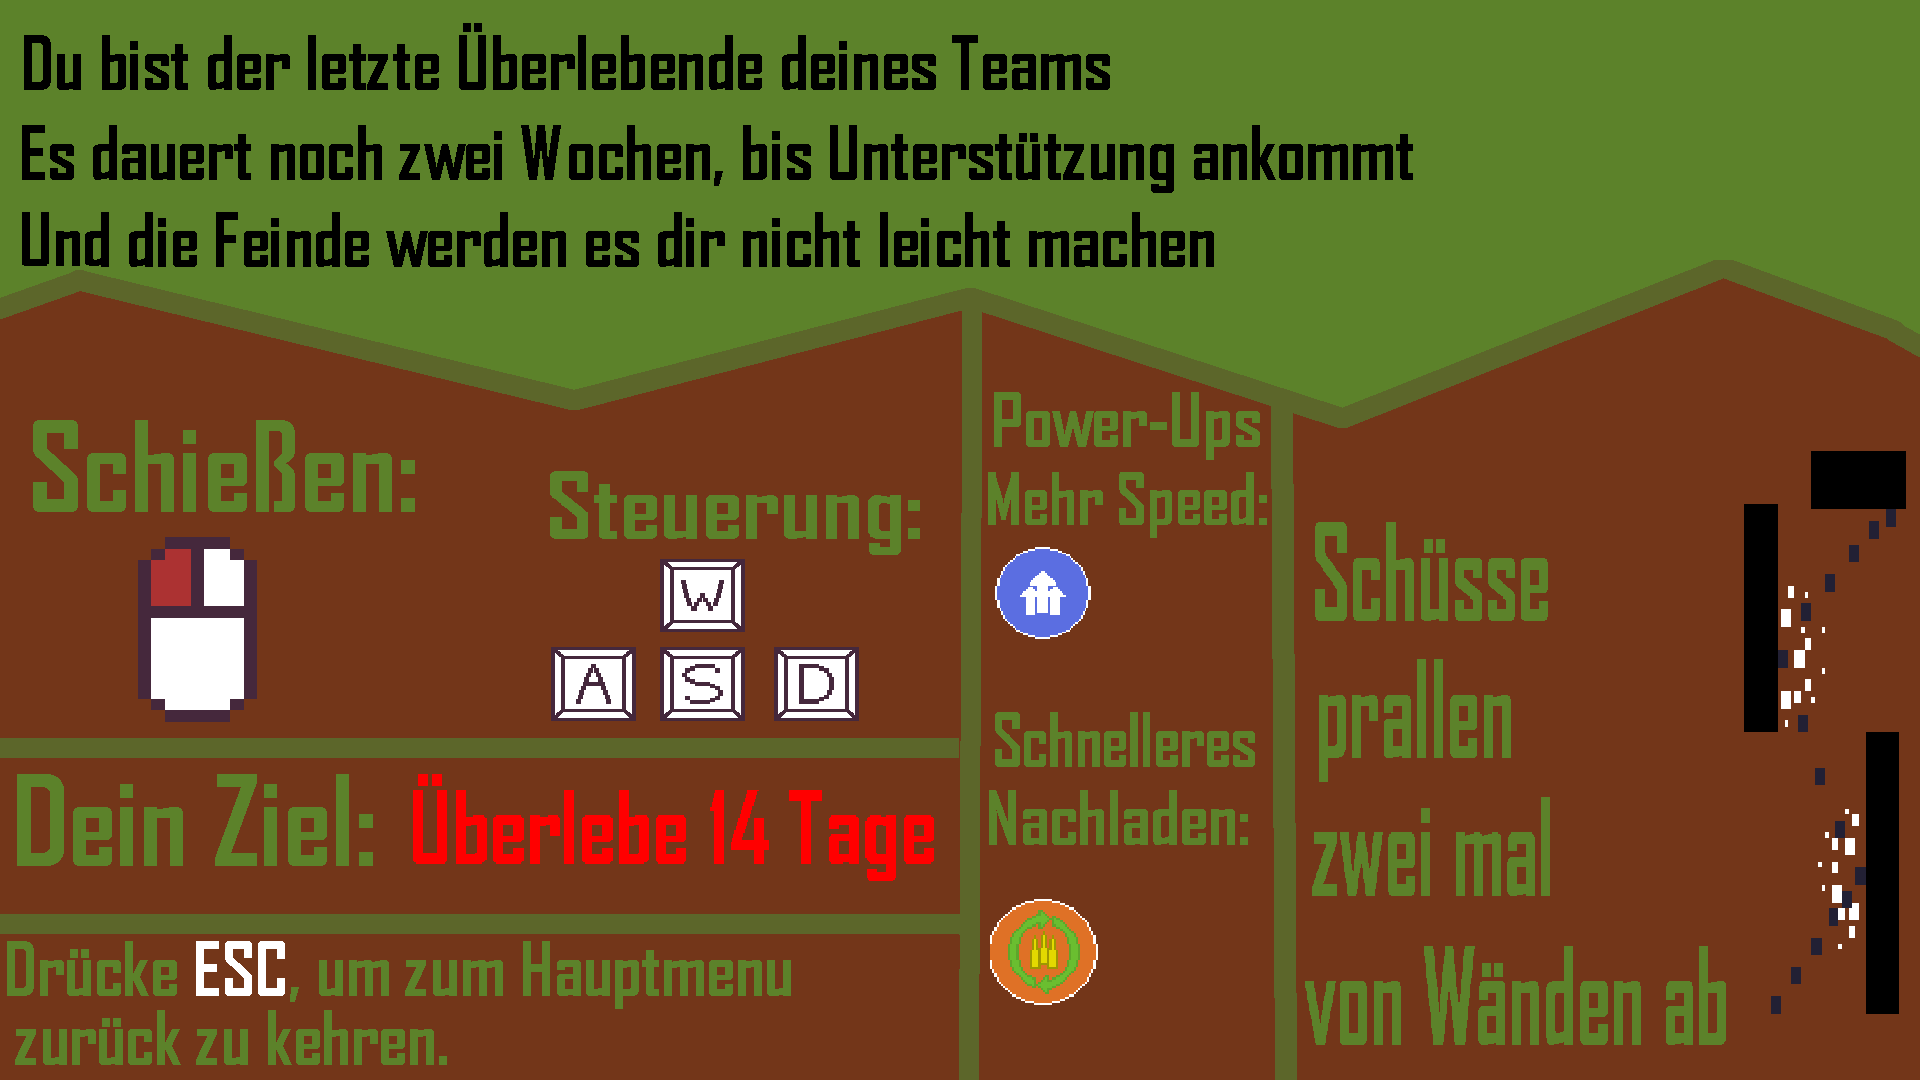 Du bist der letzte Überlebende deines Teams
Es dauert noch zwei Wochen, bis Unterstützung ankommt
Und die Feinde werden es dir nicht leicht machen
Schießen:
Steuerung:
W
A S D
Dein Ziel: Überlebe 14 Tage
Drücke ESC, um zum Hauptmenu
zurück zu kehren.
Power-Ups
Mehr Speed:
Schnelleres
Nachladen:
Schüsse
prallen
zwei mal
von Wänden ab